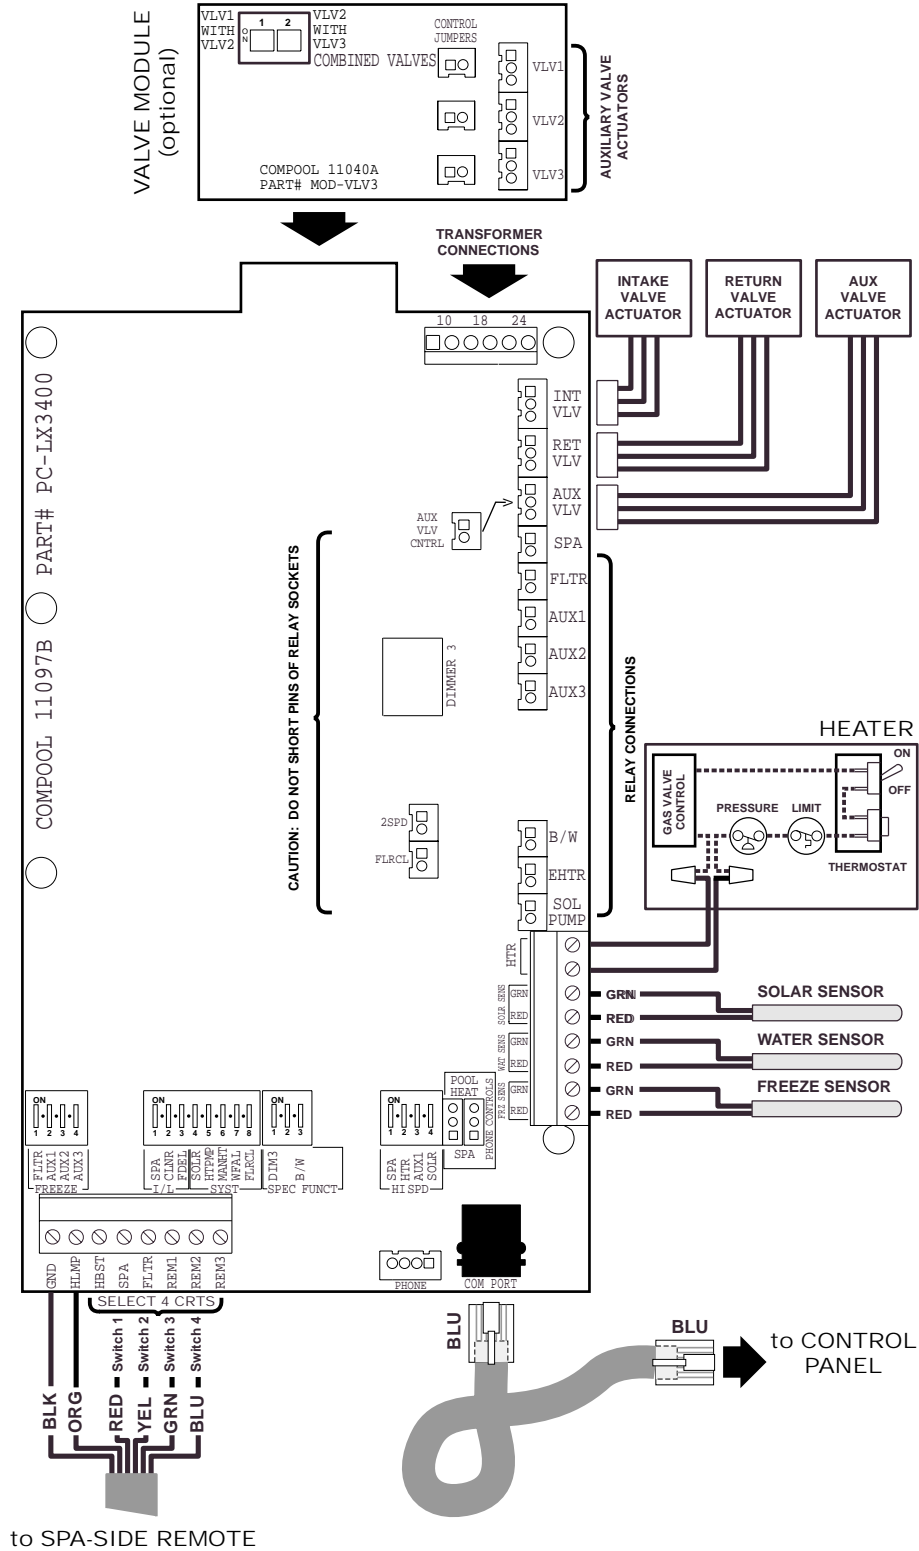 VALVE MODULE
(optional)
VLV1
WITH
VLV2
ON
1 2
VLV2
WITH
VLV3
COMBINED VALVES
CONTROL
JUMPERS
VLV1
VLV2
VLV3
COMPOOL 11040A
PART# MOD-VLV3
AUXILIARY VALVE
ACTUATORS
TRANSFORMER
CONNECTIONS
INTAKE
VALVE
ACTUATOR
RETURN
VALVE
ACTUATOR
AUX
VALVE
ACTUATOR
10 18 24
COMPOOL 11097B PART# PC-LX3400
INT
VLV
RET
VLV
AUX
VLV
AUX
VLV
CNTRL
SPA
FLTR
AUX1
AUX2
AUX3
CAUTION: DO NOT SHORT PINS OF RELAY SOCKETS
DIMMER 3
RELAY CONNECTIONS
2SPD
FLRCL
B/W
EHTR
SOL
PUMP
HEATER
GAS VALVE
CONTROL
PRESSURE
LIMIT
ON
OFF
THERMOSTAT
HTR
SOLR SENS
GRN
RED
WAT SENS
GRN
RED
FRZ SENS
GRN
RED
GRN
RED
SOLAR SENSOR
GRN
RED
WATER SENSOR
GRN
RED
FREEZE SENSOR
ON
1 2 3 4
FLTR
AUX1
AUX2
AUX3
FREEZE
ON
1 2 3 4 5 6 7 8
SPA
CLNR
FDEL
I/L
SOLR
HTPMP
MANHT
WFAL
FLRCL
SYST
ON
1 2 3
DIM3
B/W
SPEC FUNCT
ON
1 2 3 4
SPA
HTR
AUX1
SOLR
HISPD
POOL
HEAT
SPA
PHONE CONTROLS
GND
HLMP
HBST
SPA
FLTR
REM1
REM2
REM3
SELECT 4 CRTS
PHONE
COM PORT
BLK
ORG
RED
Switch 1
YEL
Switch 2
GRN
Switch 3
BLU
Switch 4
BLU
BLU
to CONTROL
PANEL
to SPA-SIDE REMOTE